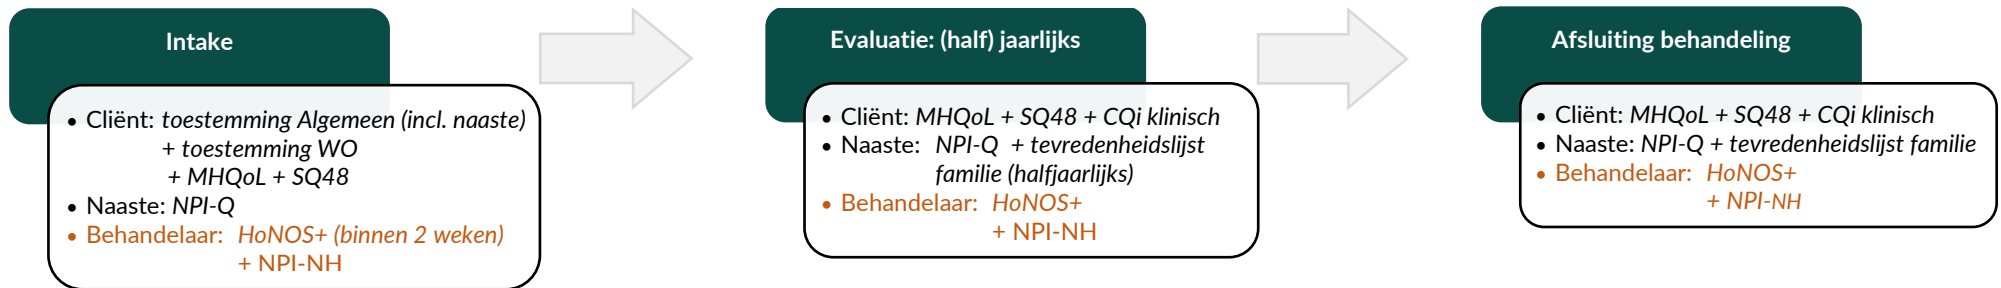 Intake
• Cliënt: toestemming Algemeen (incl. naaste)
+ toestemming WO
+ MHQoL + SQ48
• Naaste: NPI-Q
• Behandelaar: HoNOS+ (binnen 2 weken)
+ NPI-NH
Evaluatie: (half) jaarlijks
• Cliënt: MHQoL + SQ48 + CQi klinisch
• Naaste: NPI-Q + tevredenheidslijst
familie (halfjaarlijks)
• Behandelaar: HoNOS+
+ NPI-NH
Afsluiting behandeling
• Cliënt: MHQoL + SQ48 + CQi klinisch
• Naaste: NPI-Q + tevredenheidslijst familie
• Behandelaar: HoNOS+
+ NPI-NH